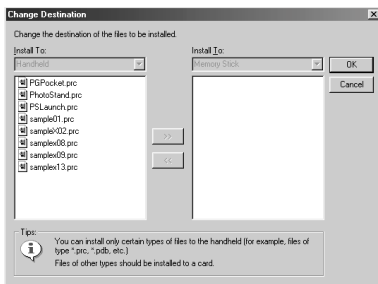 Change Destination
Change the destination of the files to be installed.
Install To:
Handheld
PGPocket.prc
PhotoStand.prc
PSLaunch.prc
sample01.prc
sampleX02.prc
samplex08.prc
samplex09.prc
samplex13.prc
>>
<<
Install To:
Memory Stick
OK
Cancel
Tips:
You can install only certain types of files to the handheld (for example, files of
type *.prc, *.pdb, etc.)
Files of other types should be installed to a card.